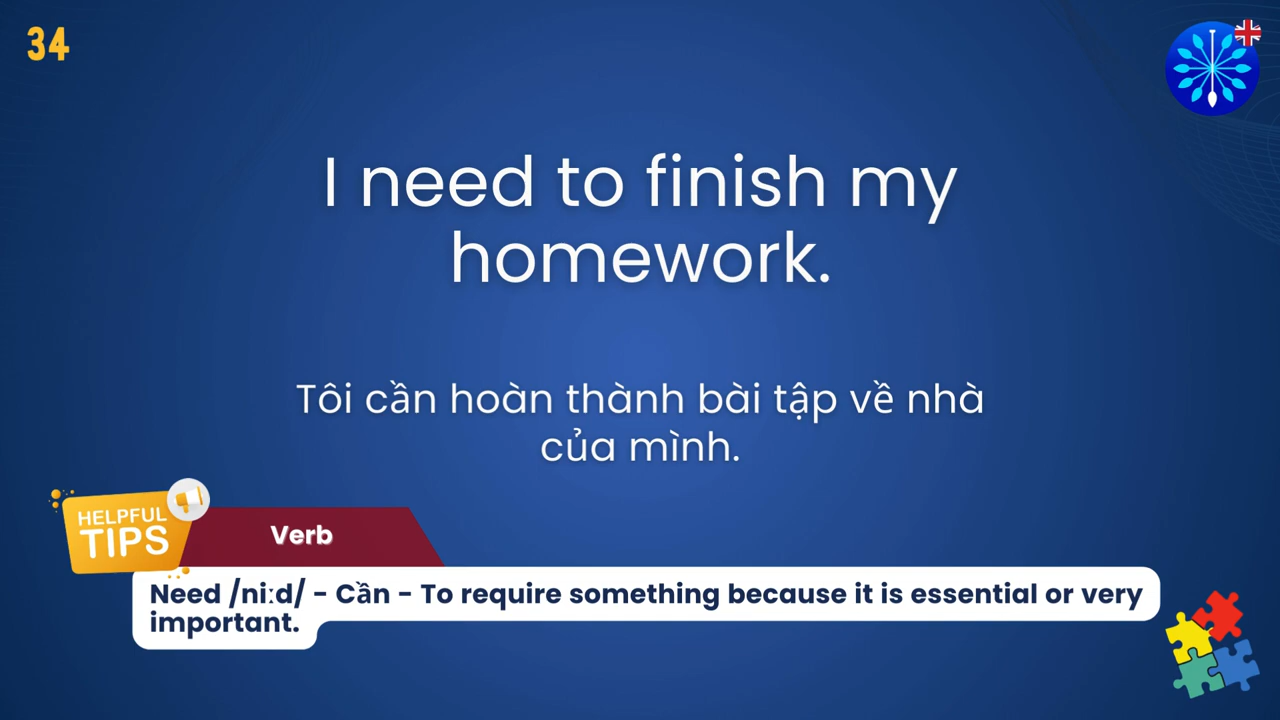 34
I need to finish my
homework.
Tôi cần hoàn thành bài tập về nhà
của mình.
HELPFUL
TIPS
Verb
Need /niːd/ - Cần - To require something because it is essential or very
important.